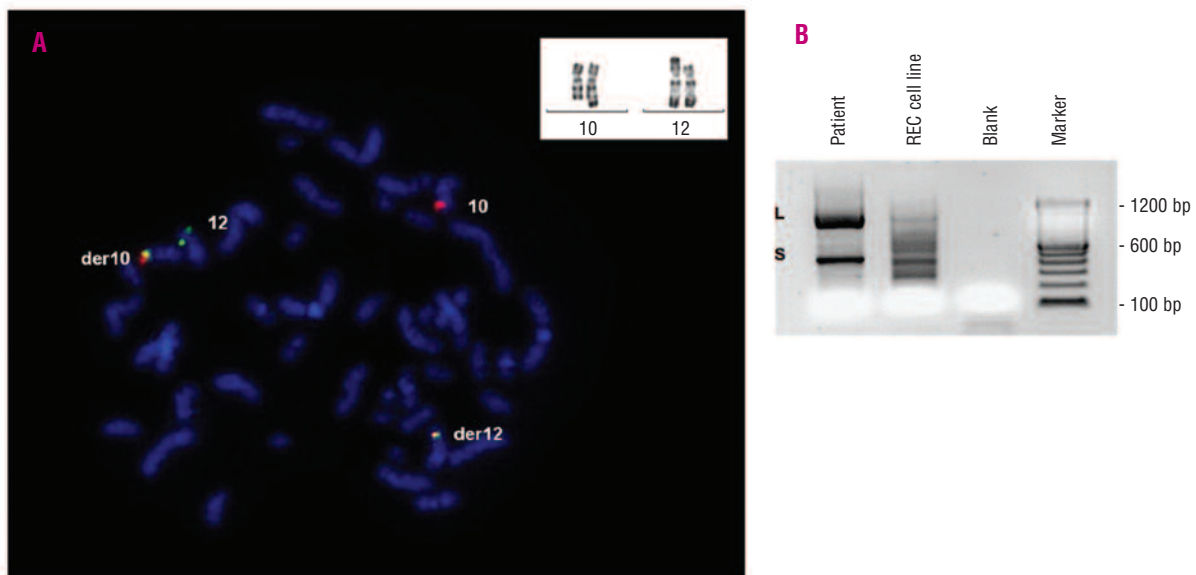 A
10
12
10
12
der10
der12
B
Patient
REC cell line
Blank
Marker
L
S
- 1200 bp
- 600 bp
- 100 bp